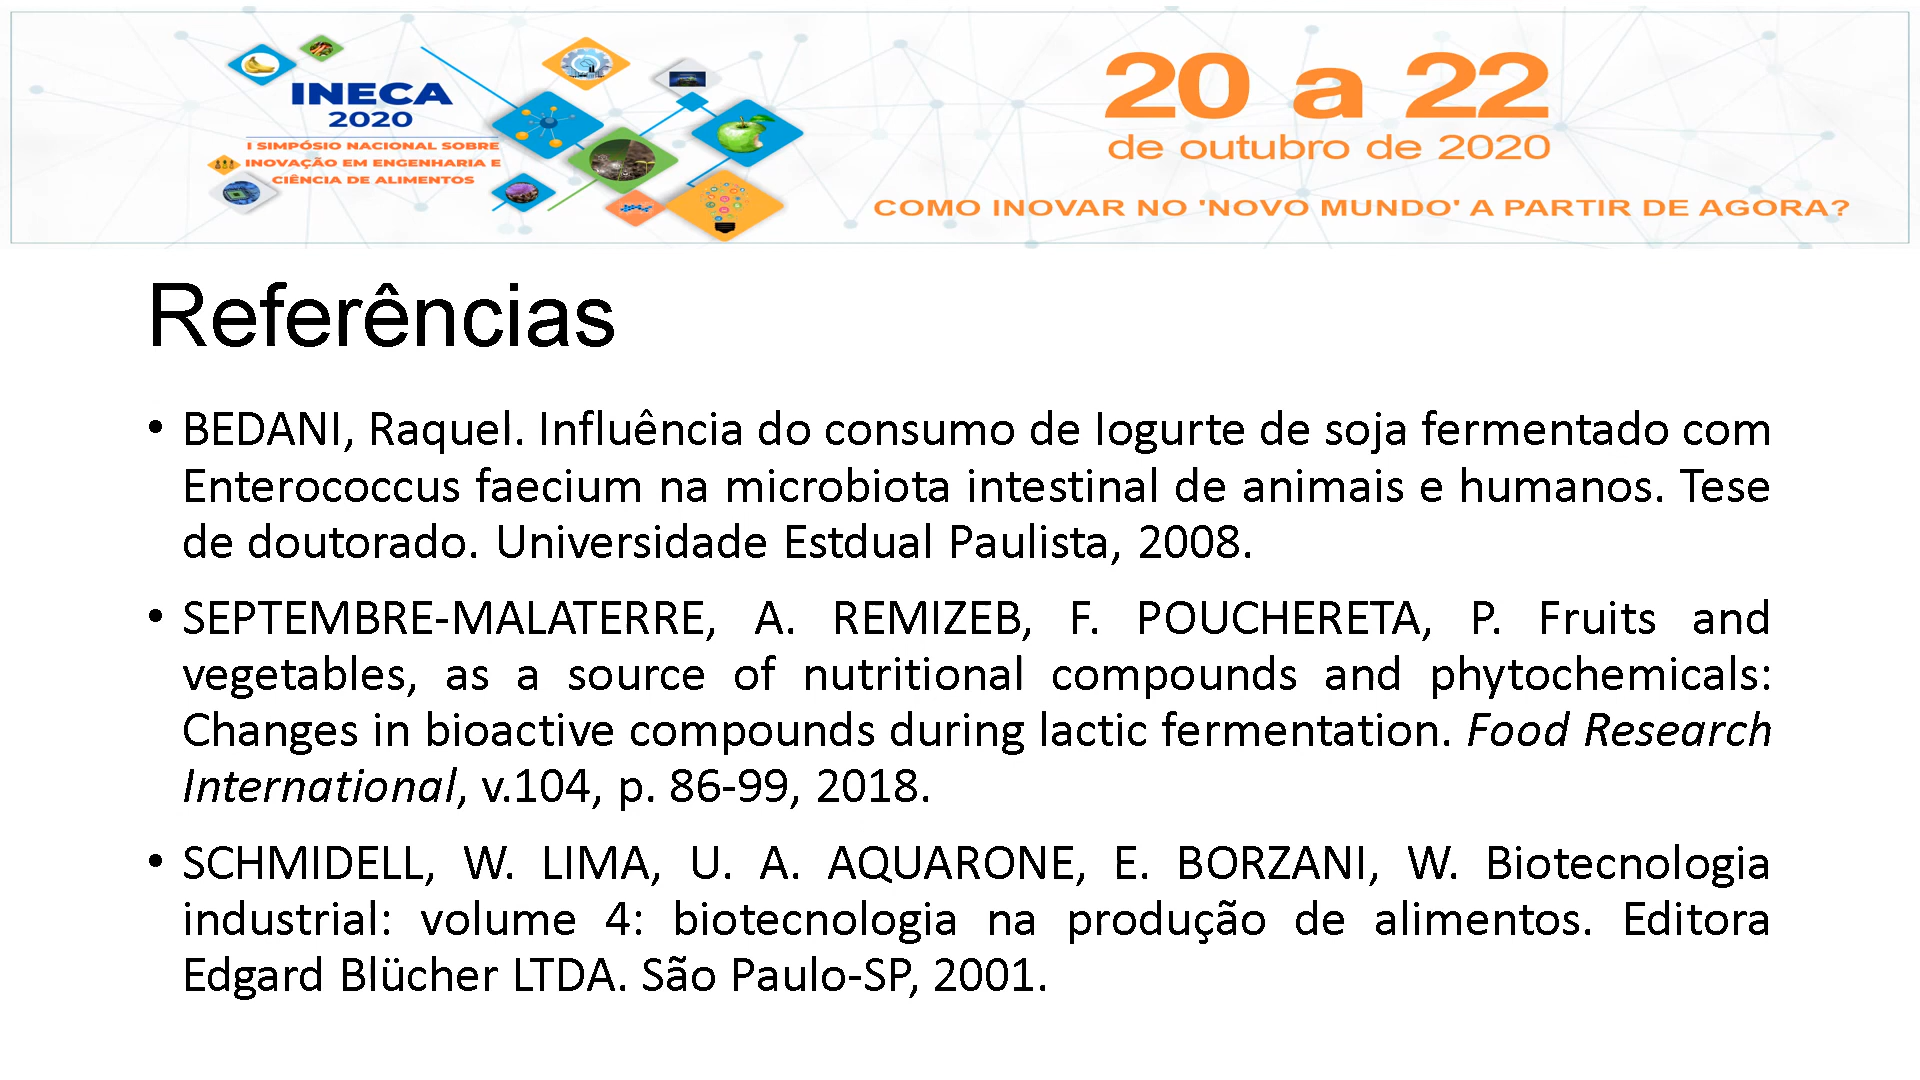 INECA
2020
I SIMPÓSIO NACIONAL SOBRE
INOVAÇÃO EM ENGENHARIA E
CIÊNCIA DE ALIMENTOS
20 a 22
de outubro de 2020
COMO INOVAR NO 'NOVO MUNDO' A PARTIR DE AGORA?
Referências
• BEDANI, Raquel. Influência do consumo de Iogurte de soja fermentado com
Enterococcus faecium na microbiota intestinal de animais e humanos. Tese
de doutorado. Universidade Estdual Paulista, 2008.
• SEPTEMBRE-MALATERRE, A. REMIZEB, F. POUCHERETA, P. Fruits and
vegetables, as a source of nutritional compounds and phytochemicals:
Changes in bioactive compounds during lactic fermentation. Food Research
International, v.104, p. 86-99, 2018.
• SCHMIDELL, W. LIMA, U. A. AQUARONE, E. BORZANI, W. Biotecnologia
industrial: volume 4: biotecnologia na produção de alimentos. Editora
Edgard Blücher LTDA. São Paulo-SP, 2001.